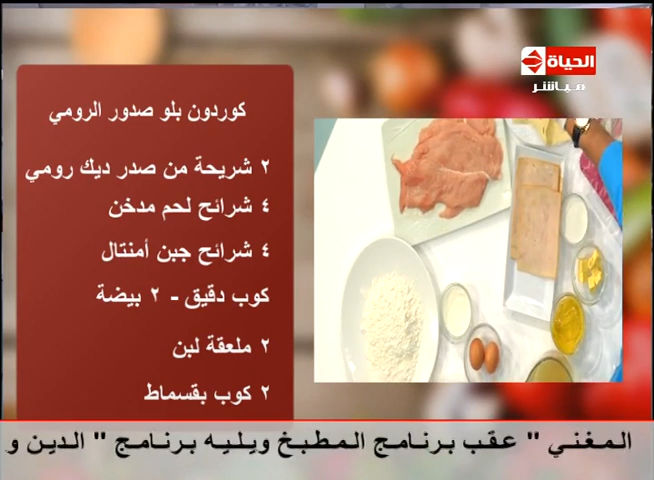 الحياة
مباشر
كوردون بلو صدور الرومي
٢ شريحة من صدر ديك رومي
٤ شرائح لحم مدخن
٤ شرائح جبن أمنتال
كوب دقيق - ٢ بيضة
٢ ملعقة لبن
٢ كوب بقسماط
المغني " عقب برنامج المطبخ ويليه برنامج " الدين و